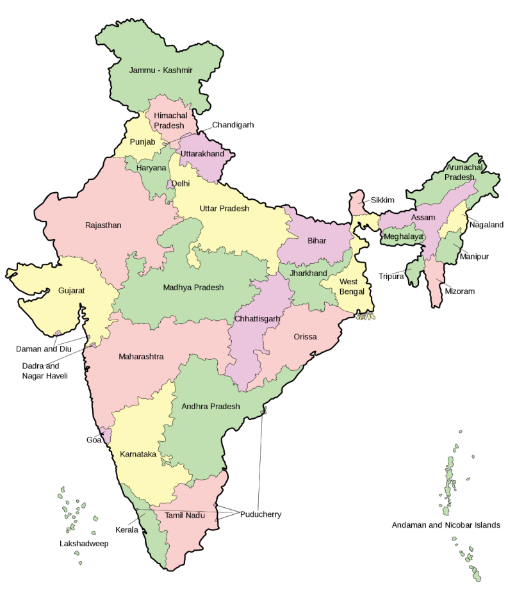 Jammu - Kashmir
Himachal
Pradesh
Chandigarh
Punjab
Uttarakhand
Haryana
Delhi
Arunachal
Pradesh
Sikkim
Uttar Pradesh
Assam
Rajasthan
Nagaland
Bihar
Meghalaya
Manipur
Jharkhand
Tripura
West
Bengal
Gujarat
Madhya Pradesh
Mizoram
Chhattisgarh
Orissa
Daman and Diu
Maharashtra
Dadra and
Nagar Haveli
Andhra Pradesh
Goa
Karnataka
Puducherry
Tamil Nadu
Andaman and Nicobar Islands
Kerala
Lakshadweep